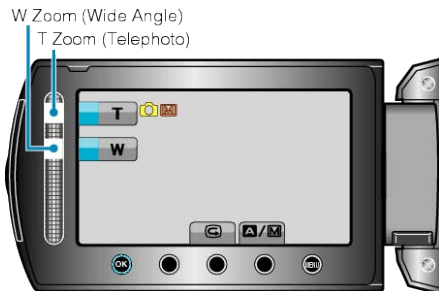 W Zoom (Wide Angle)
T Zoom (Telephoto)
T
W
A/M
OK
MENU